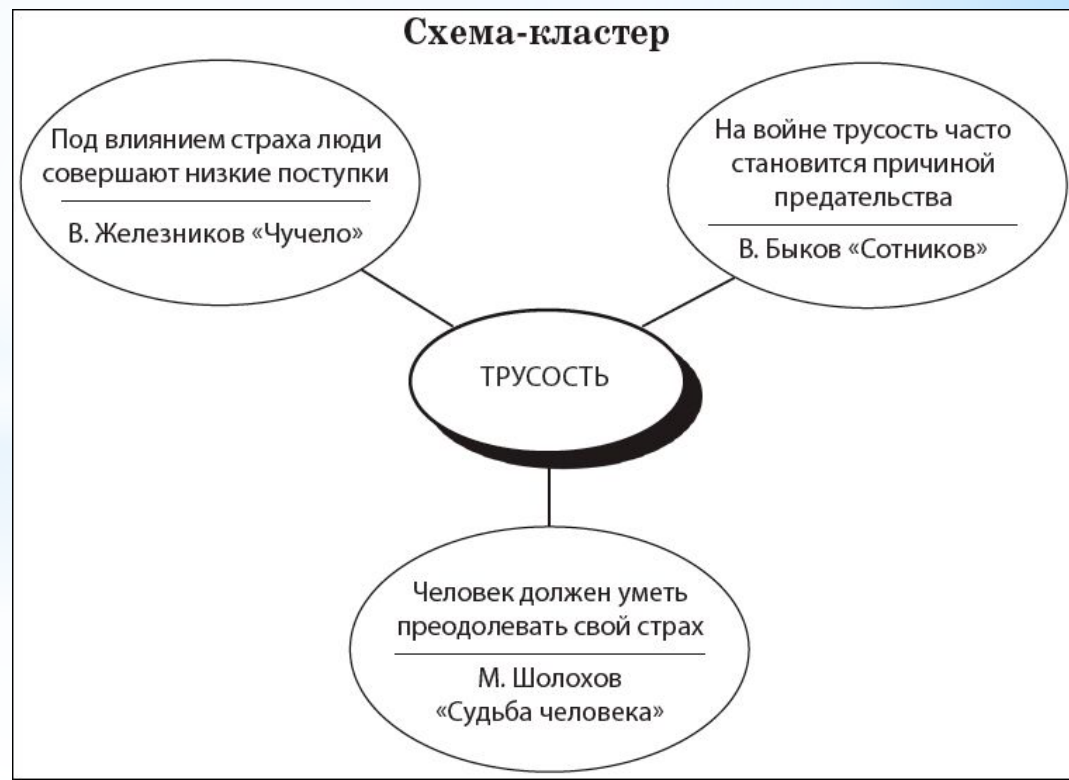 Схема-кластер
Под влиянием страха люди
совершают низкие поступки
В. Железников «Чучело»
На войне трусость часто
становится причиной
предательства
В. Быков «Сотников»
ТРУСОСТЬ
Человек должен уметь
преодолевать свой страх
М. Шолохов
«Судьба человека»